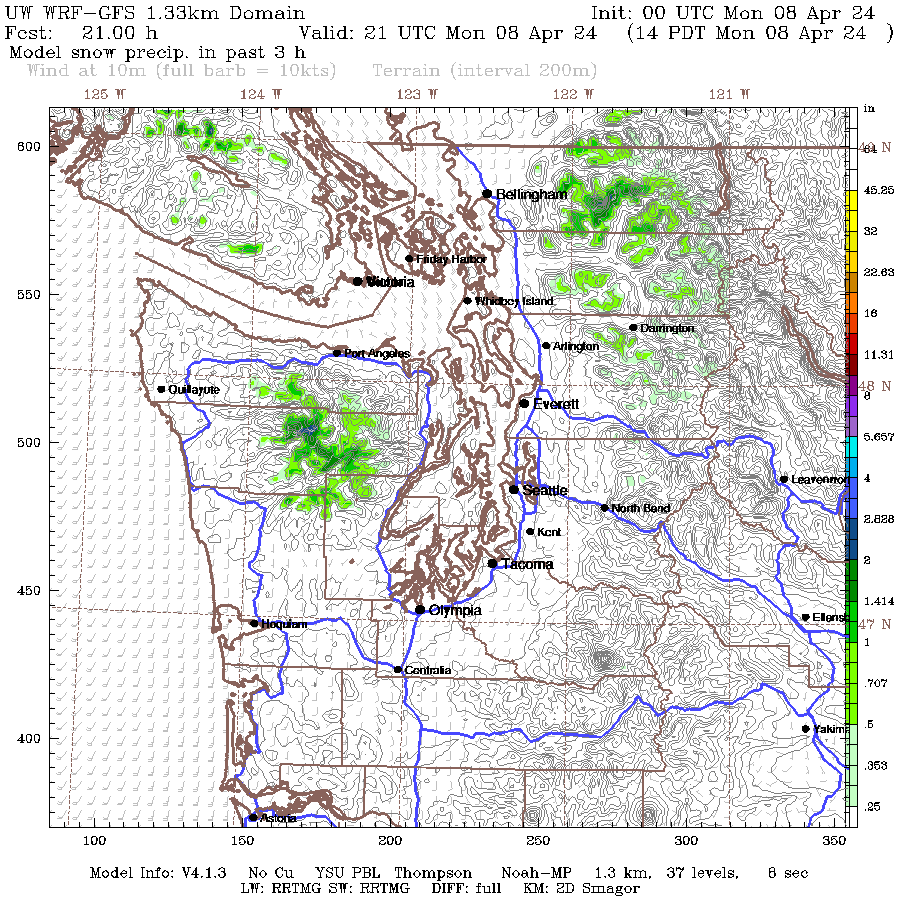 UW WRF-GFS 1.33km Domain Init: 00 UTC Mon 08 Apr 24
Fcst: 21.00 h Valid: 21 UTC Mon 08 Apr 24 (14 PDT Mon 08 Apr 24 )
Model snow precip. in past 3 h
Wind at 10m (full barb = 10kts) Terrain (interval 200m)
125 W 124 W 123 W 122 W 121 W
in
600
64
N
Bellingham
45.25
32
Friday Harbor
Victoria
22.63
550
Whidbey Island
16
Darrington
Arlington
Port Angeles
11.31
Quillayute
48 N
8
Everett
5.657
500
Leavenwor
4
Seattle
North Bend
2.828
Kent
2
Tacoma
450
1.414
Olympia
Hoquiam
Ellens
47 N
1
Centralia
.707
.5
400
Yakima
.353
.25
Astoria
100 150 200 250 300 350
Model Info: V4.1.3 No Cu YSU PBL Thompson Noah-MP 1.3 km, 37 levels, 8 sec
LW: RRTMG SW: RRTMG DIFF: full KM: 2D Smagor